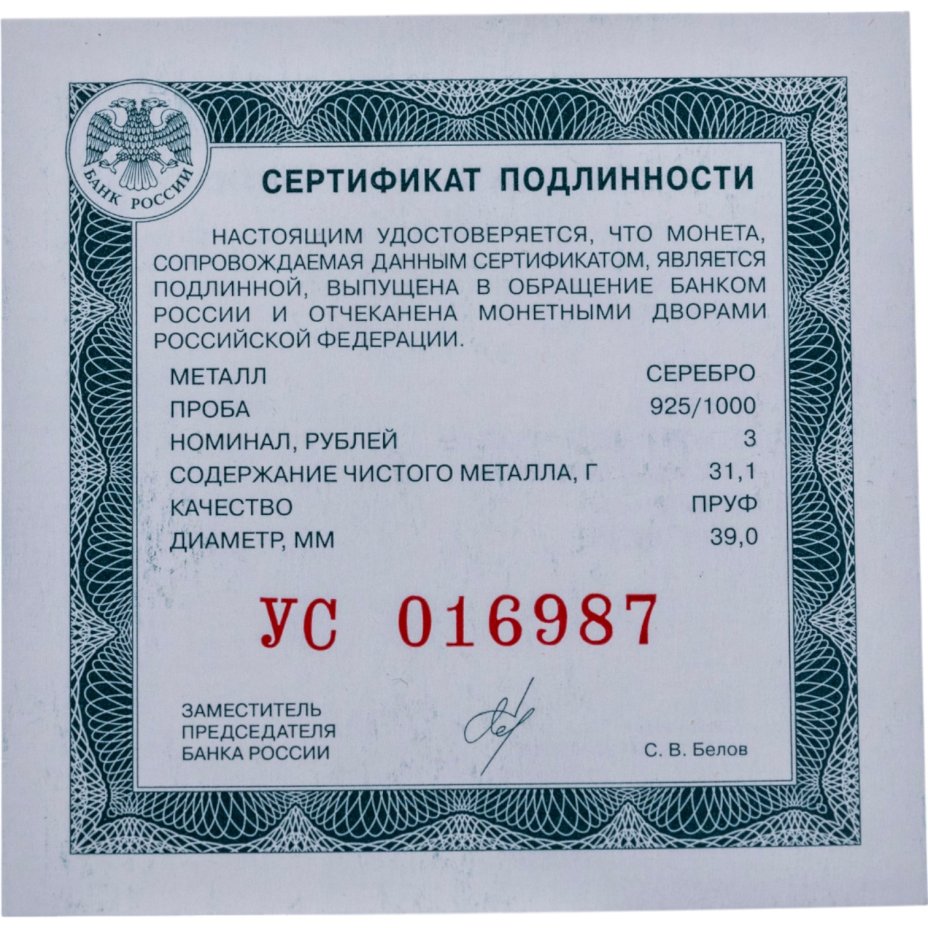 БАНК РОССИИ
СЕРТИФИКАТ ПОДЛИННОСТИ
НАСТОЯЩИМ УДОСТОВЕРЯЕТСЯ, ЧТО МОНЕТА,
СОПРОВОЖДАЕМАЯ ДАННЫМ СЕРТИФИКАТОМ, ЯВЛЯЕТСЯ
ПОДЛИННОЙ, ВЫПУЩЕНА В ОБРАЩЕНИЕ БАНКОМ
РОССИИ И ОТЧЕКАНЕНА МОНЕТНЫМИ ДВОРАМИ
РОССИЙСКОЙ ФЕДЕРАЦИИ.
МЕТАЛЛ СЕРЕБРО
ПРОБА 925/1000
НОМИНАЛ, РУБЛЕЙ 3
СОДЕРЖАНИЕ ЧИСТОГО МЕТАЛЛА, Г 31,1
КАЧЕСТВО ПРУФ
ДИАМЕТР, ММ 39,0
УС 016987
ЗАМЕСТИТЕЛЬ
ПРЕДСЕДАТЕЛЯ
БАНКА РОССИИ С. В. Белов